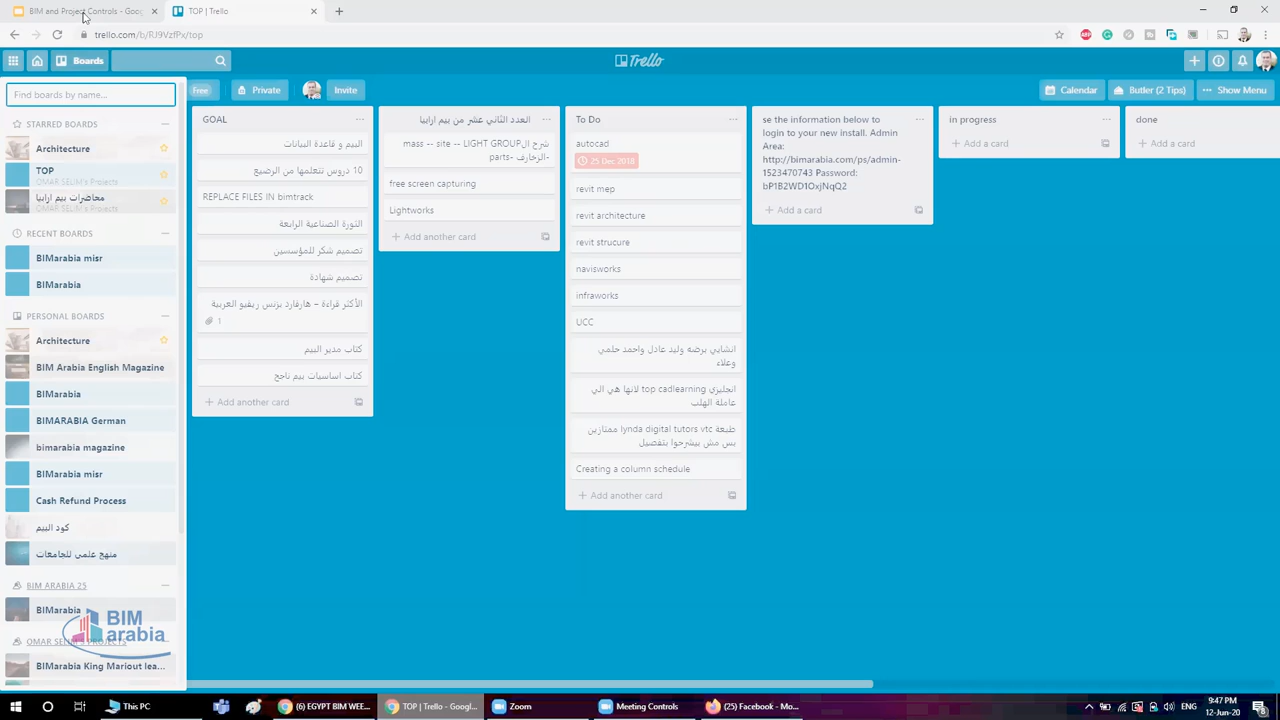 BIM and Project Controls - Goo
TOP | Trello
trello.com/b/RJ9VzfPx/top
Boards
Trello
Find boards by name...
Free
Private
Invite
Calendar
Butler (2 Tips)
Show Menu
STARRED BOARDS
Architecture
TOP
OMAR SELIM's Projects
محاضرات بيم ارابيا
OMAR SELIM's Projects
RECENT BOARDS
BIMarabia misr
BIMarabia
PERSONAL BOARDS
Architecture
BIM Arabia English Magazine
BIMarabia
BIMARABIA German
bimarabia magazine
BIMarabia misr
Cash Refund Process
كود البيم
منهج علمى للجامعات
BIM ARABIA 25
BIMarabia
BIM
arabia
OMAR SELIM'S PROJECTS
BIMarabia King Mariout lea...
GOAL
البيم و قاعدة البيانات
10 دروس تتعلمها من الرضيع
REPLACE FILES IN bimtrack
الثورة الصناعية الرابعة
تصميم شكر للمؤسسين
تصميم شهادة
الأكثر قراءة – هارفارد بزنس ريفيو العربية
1
كتاب مدير البيم
كتاب اساسيات بيم ناجح
Add another card
العدد الثاني عشر من بيم ارابيا
شرح الmass -- site -- LIGHT GROUP
-الزخارف -parts
free screen capturing
Lightworks
Add another card
To Do
autocad
25 Dec 2018
revit mep
revit architecture
revit strucure
navisworks
infraworks
UCC
انشايي برضه وليد عادل واحمد حلمي
وعلاء
انجليزي top cadlearning لانها هي الي
عاملة الهلب
طبعة lynda digital tutors vtc ممتازين
بس مش بيشرحوا بتفصيل
Creating a column schedule
Add another card
se the information below to
login to your new install. Admin
Area:
http://bimarabia.com/ps/admin-
1523470743 Password:
bP1B2WD1OxjNqQ2
Add a card
in progress
Add a card
done
Add a card
This PC
(6) EGYPT BIM WEE...
TOP | Trello - Googl...
Zoom
Meeting Controls
(25) Facebook - Mo...
ENG
9:47 PM
12-Jun-20